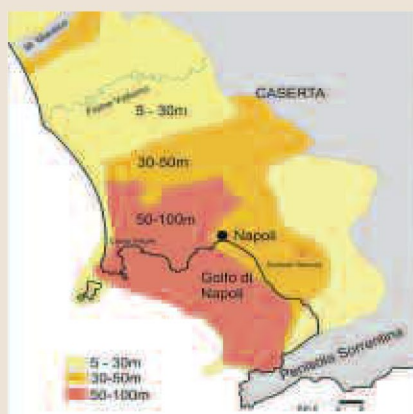 M. Massico
Fiume Volturno
CASERTA
5 - 30m
30-50m
50-100m
Napoli
Golfo di
Napoli
Penisola Sorrentina
5 - 30m
30-50m
50-100m